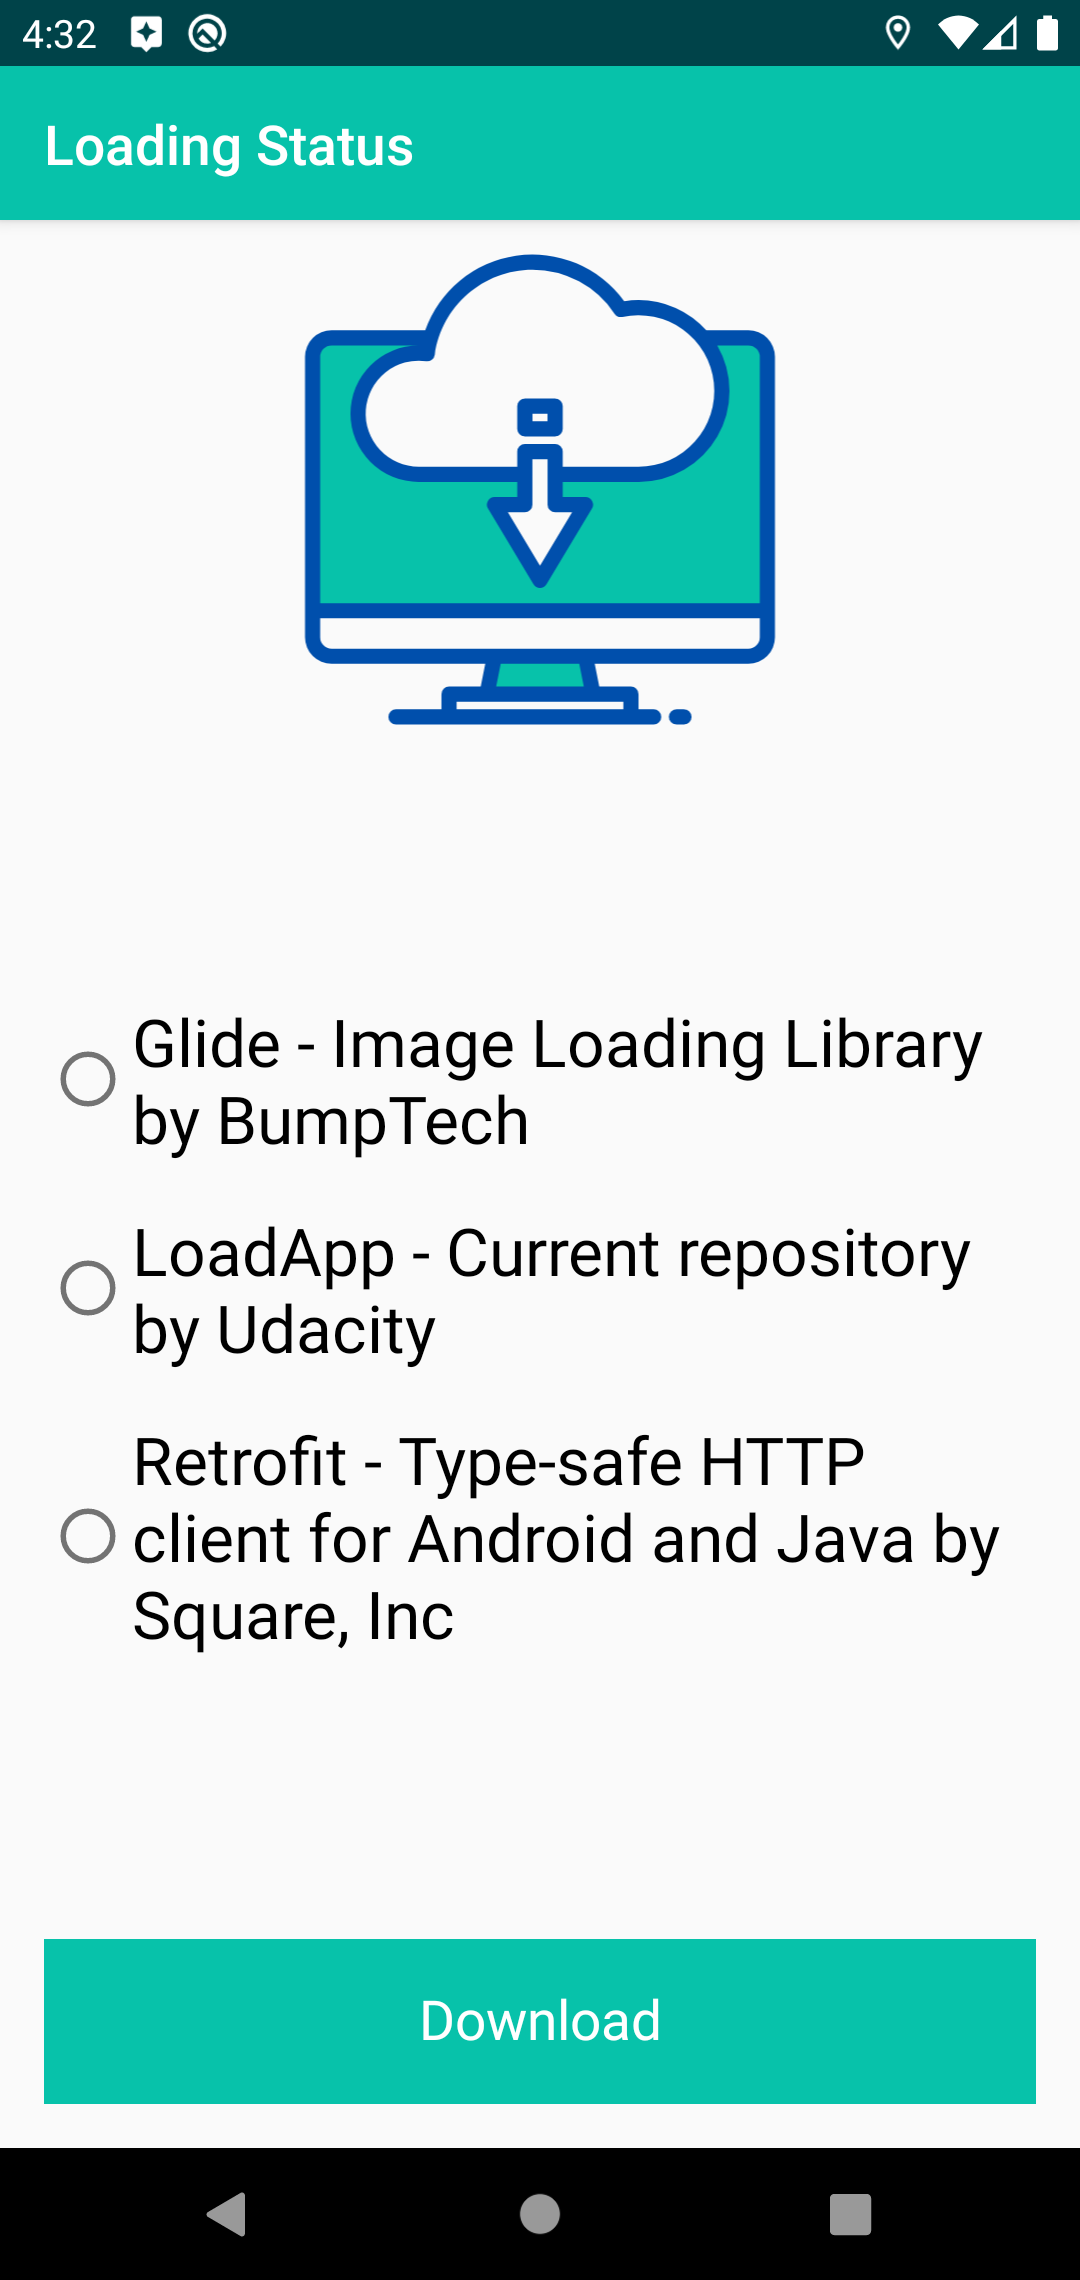 4:32
Loading Status
Glide - Image Loading Library
by BumpTech
LoadApp - Current repository
by Udacity
Retrofit - Type-safe HTTP
client for Android and Java by
Square, Inc
Download